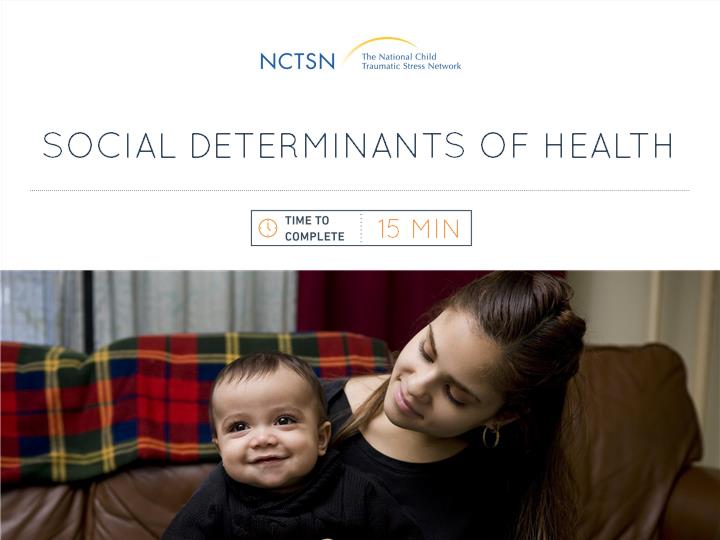 NCTSN
The National Child
Traumatic Stress Network
SOCIAL DETERMINANTS OF HEALTH
TIME TO
COMPLETE
15 MIN